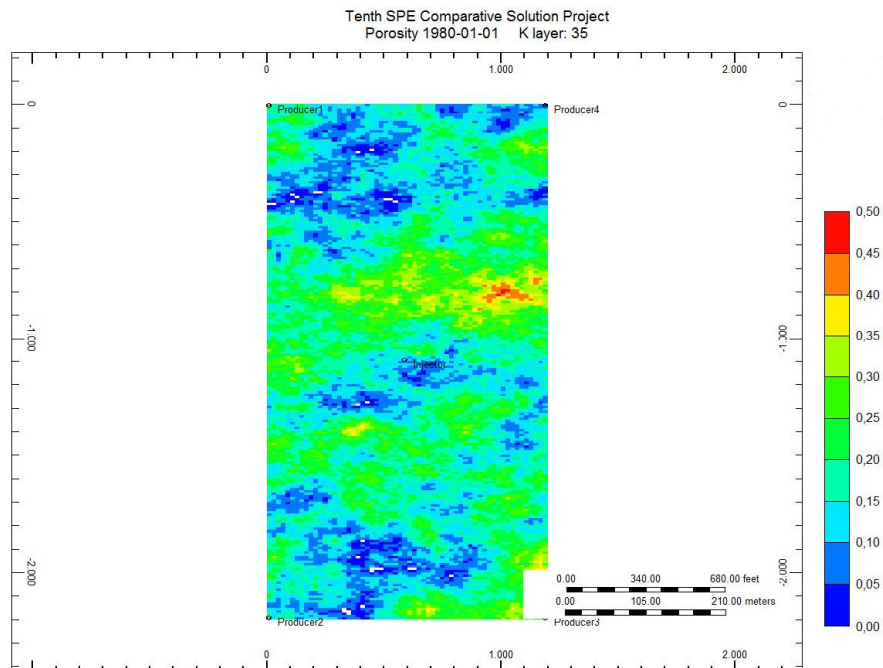 Tenth SPE Comparative Solution Project
Porosity 1980-01-01 K layer: 35
0 1.000 2.000
0 0
Producer1 Producer4
0,50
0,45
0,40
0,35
-1.000 -1.000
0,30
Injector
0,25
0,20
0,15
0,10
-2.000 -2.000
0.00 340.00 680.00 feet
0,05
0.00 105.00 210.00 meters
Producer2 Producer3
0,00
0 1.000 2.000